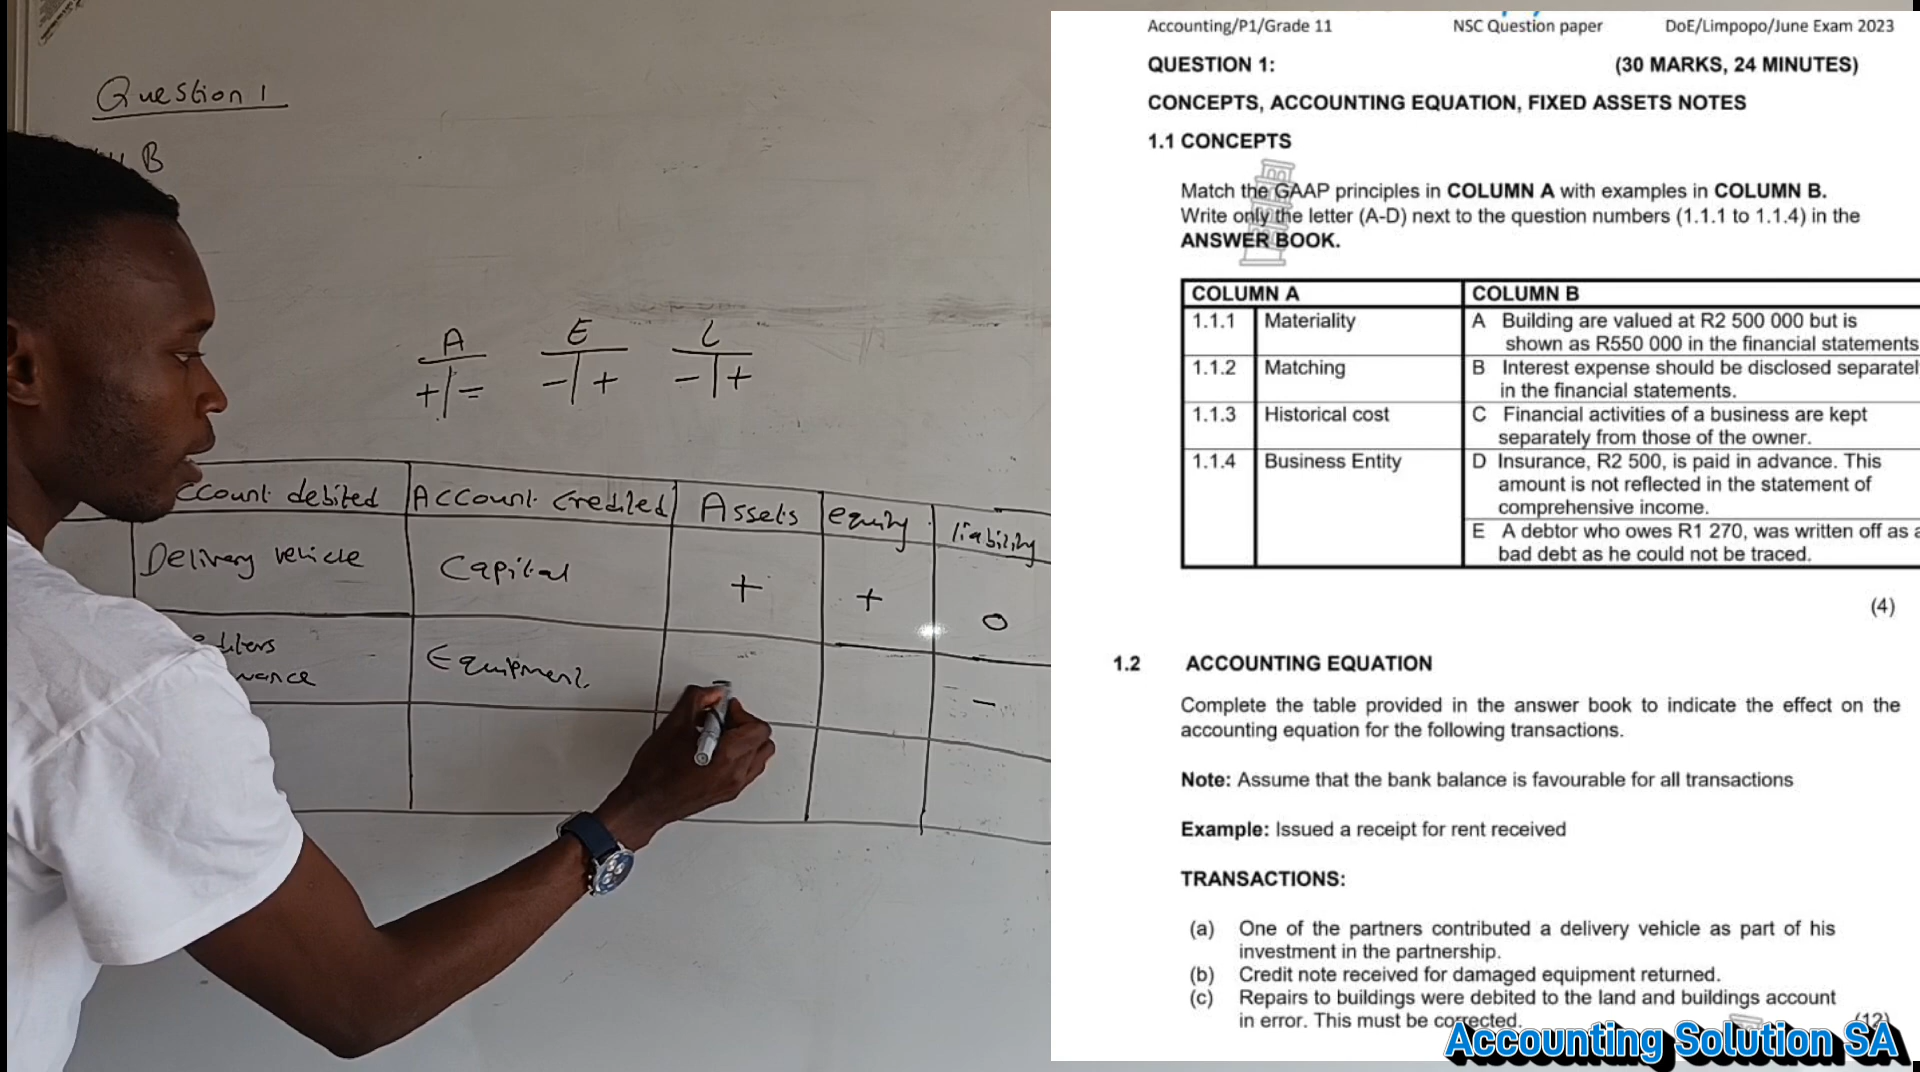 Question 1
B
A E L
+ - - + - +
ccount debited Account credited Assets equity liability
Delivery vehicle Capital + + 0
Equipment -
Accounting/P1/Grade 11 NSC Question paper DoE/Limpopo/June Exam 2023
QUESTION 1: (30 MARKS, 24 MINUTES)
CONCEPTS, ACCOUNTING EQUATION, FIXED ASSETS NOTES
1.1 CONCEPTS
Match the GAAP principles in COLUMN A with examples in COLUMN B.
Write only the letter (A-D) next to the question numbers (1.1.1 to 1.1.4) in the
ANSWER BOOK.
COLUMN A COLUMN B
1.1.1 Materiality A Building are valued at R2 500 000 but is
shown as R550 000 in the financial statements
1.1.2 Matching B Interest expense should be disclosed separatel
in the financial statements.
1.1.3 Historical cost C Financial activities of a business are kept
separately from those of the owner.
1.1.4 Business Entity D Insurance, R2 500, is paid in advance. This
amount is not reflected in the statement of
comprehensive income.
E A debtor who owes R1 270, was written off as a
bad debt as he could not be traced.
(4)
1.2 ACCOUNTING EQUATION
Complete the table provided in the answer book to indicate the effect on the
accounting equation for the following transactions.
Note: Assume that the bank balance is favourable for all transactions
Example: Issued a receipt for rent received
TRANSACTIONS:
(a) One of the partners contributed a delivery vehicle as part of his
investment in the partnership.
(b) Credit note received for damaged equipment returned.
(c) Repairs to buildings were debited to the land and buildings account
in error. This must be corrected. (12)
Accounting Solution SA